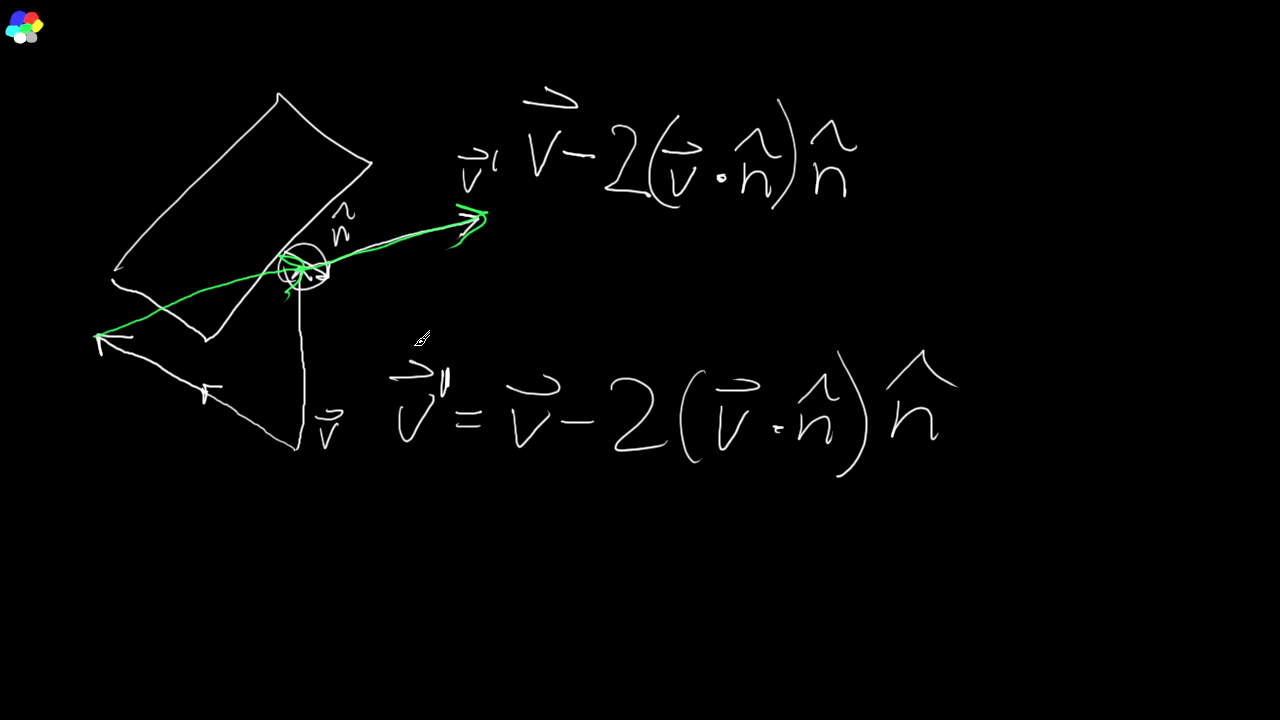 v⃗' v⃗ − 2(v⃗ · n̂)n̂
n̂
v⃗
v⃗'' = v⃗ − 2(v⃗ · n̂)n̂